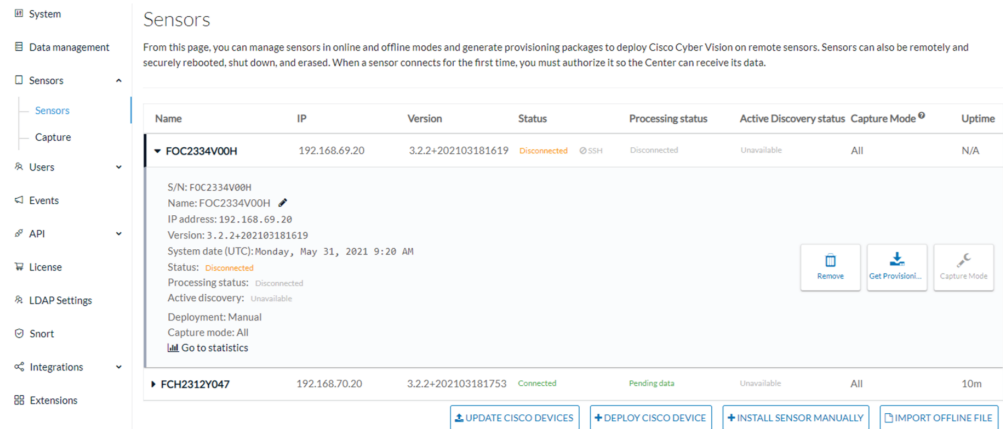 System
Data management
Sensors
Sensors
Capture
Users
Events
API
License
LDAP Settings
Snort
Integrations
Extensions
Sensors
From this page, you can manage sensors in online and offline modes and generate provisioning packages to deploy Cisco Cyber Vision on remote sensors. Sensors can also be remotely and
securely rebooted, shut down, and erased. When a sensor connects for the first time, you must authorize it so the Center can receive its data.
Name IP Version Status Processing status Active Discovery status Capture Mode Uptime
FOC2334V00H 192.168.69.20 3.2.2+202103181619 Disconnected SSH Disconnected Unavailable All N/A
S/N: FOC2334V00H
Name: FOC2334V00H
IP address: 192.168.69.20
Version: 3.2.2+202103181619
System date (UTC): Monday, May 31, 2021 9:20 AM
Status: Disconnected
Processing status: Disconnected
Active discovery: Unavailable
Deployment: Manual
Capture mode: All
Go to statistics
Remove Get Provisioni... Capture Mode
FCH2312Y047 192.168.70.20 3.2.2+202103181753 Connected Pending data Unavailable All 10m
UPDATE CISCO DEVICES +DEPLOY CISCO DEVICE +INSTALL SENSOR MANUALLY IMPORT OFFLINE FILE